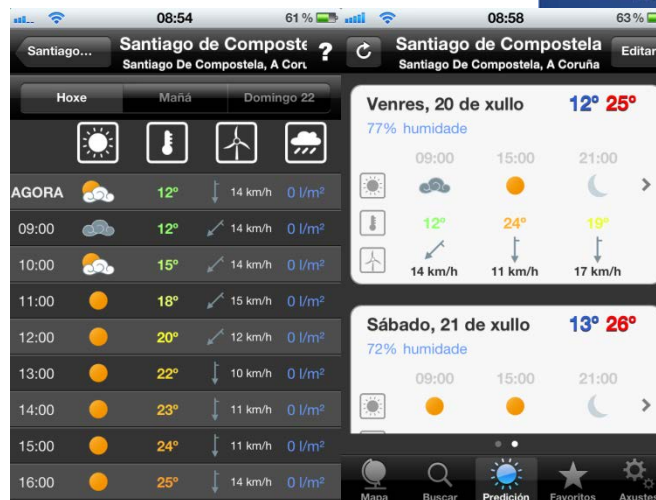 08:54
61 %
Santiago...
Santiago de Composte
Santiago De Compostela, A Coru
?
Hoxe
Mañá
Domingo 22
AGORA 12º 14 km/h 0 l/m²
09:00 12º 14 km/h 0 l/m²
10:00 15º 14 km/h 0 l/m²
11:00 18º 15 km/h 0 l/m²
12:00 20º 12 km/h 0 l/m²
13:00 22º 10 km/h 0 l/m²
14:00 23º 11 km/h 0 l/m²
15:00 24º 11 km/h 0 l/m²
16:00 25º 14 km/h 0 l/m²
08:58
63 %
Santiago de Compostela
Santiago De Compostela, A Coruña
Editar
Venres, 20 de xullo 12º 25º
77% humidade
09:00 15:00 21:00
12º 24º 19º
14 km/h 11 km/h 17 km/h
Sábado, 21 de xullo 13º 26º
72% humidade
09:00 15:00 21:00
Mapa Buscar Predición Favoritos Axustes